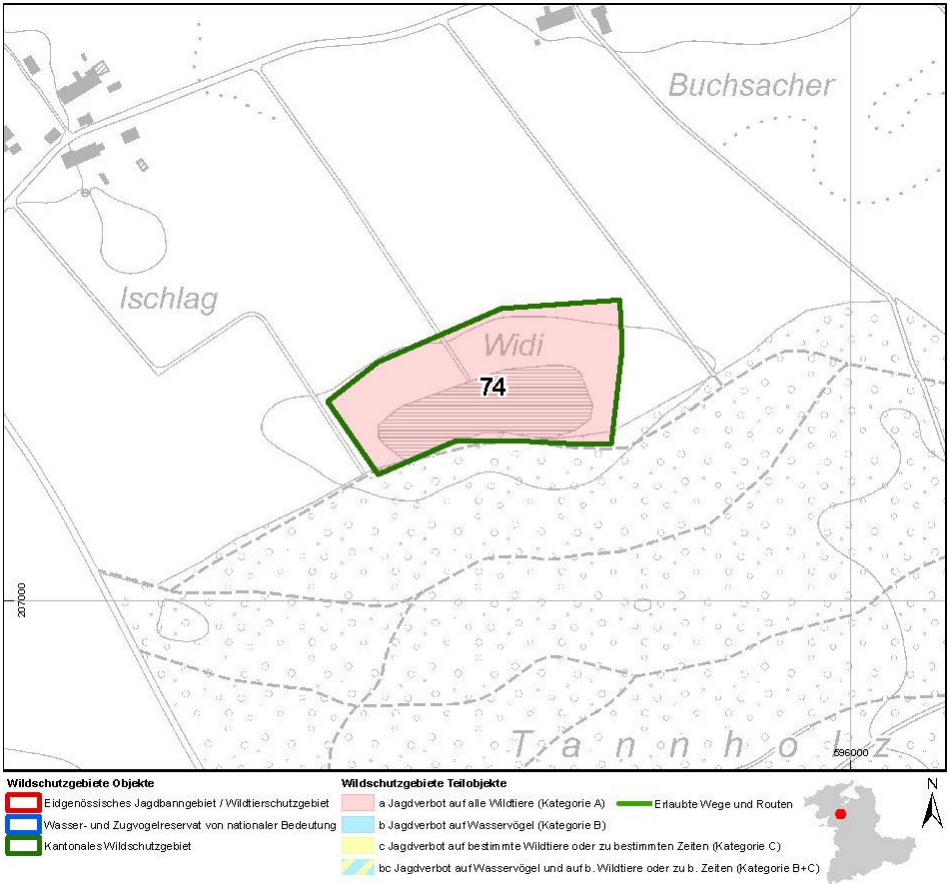 Buchsacher
Ischlag
Widi
74
207000
Tannholz
596000
Wildschutzgebiete Objekte
Eidgenössisches Jagdbanngebiet / Wildtierschutzgebiet
Wasser- und Zugvogelreservat von nationaler Bedeutung
Kantonales Wildschutzgebiet
Wildschutzgebiete Teilobjekte
a Jagdverbot auf alle Wildtiere (Kategorie A)
b Jagdverbot auf Wasservögel (Kategorie B)
c Jagdverbot auf bestimmte Wildtiere oder zu bestimmten Zeiten (Kategorie C)
bc Jagdverbot auf Wasservögel und auf b. Wildtiere oder zu b. Zeiten (Kategorie B+C)
Erlaubte Wege und Routen
N